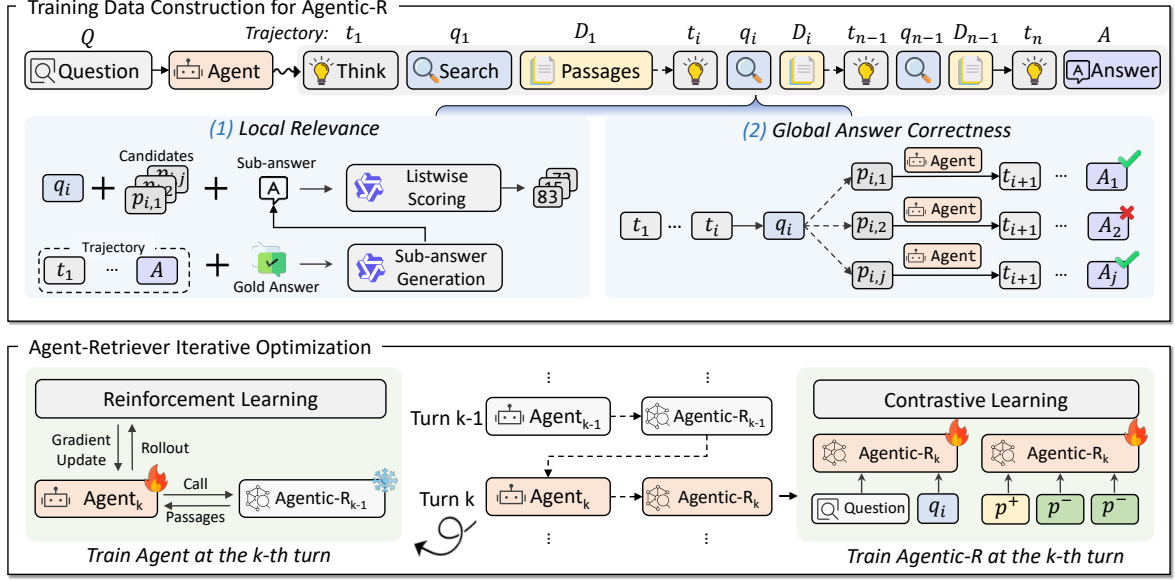 Training Data Construction for Agentic-R
Q
Trajectory: t₁ q₁ D₁ tᵢ qᵢ Dᵢ tₙ₋₁ qₙ₋₁ Dₙ₋₁ tₙ A
Question Agent Think Search Passages Answer
(1) Local Relevance
Candidates
Sub-answer
qᵢ + pᵢ,₁ pᵢ,₂ pᵢ,ⱼ +
Listwise
Scoring
73
15
83
Trajectory
t₁ ... A +
Gold Answer
Sub-answer
Generation
(2) Global Answer Correctness
t₁ ... tᵢ qᵢ
pᵢ,₁ Agent tᵢ₊₁ ... A₁
pᵢ,₂ Agent tᵢ₊₁ ... A₂
pᵢ,ⱼ Agent tᵢ₊₁ ... Aⱼ
Agent-Retriever Iterative Optimization
Reinforcement Learning
Gradient
Update
Rollout
Agentₖ
Call
Passages
Agentic-Rₖ₋₁
Train Agent at the k-th turn
Turn k-1 Agentₖ₋₁ Agentic-Rₖ₋₁
Turn k Agentₖ Agentic-Rₖ
Contrastive Learning
Agentic-Rₖ Agentic-Rₖ
Question qᵢ p⁺ p⁻ p⁻
Train Agentic-R at the k-th turn